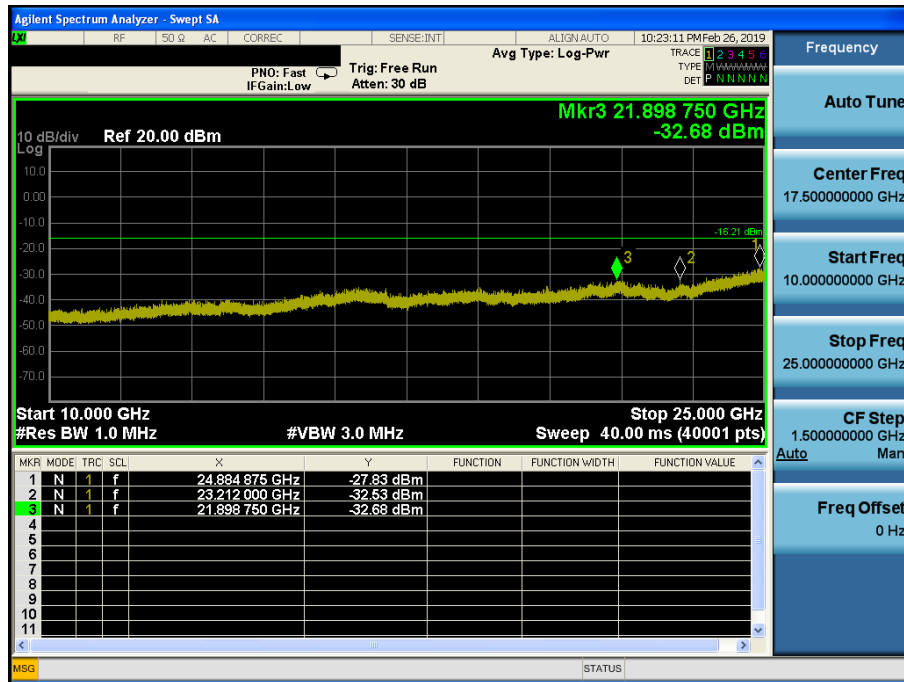 Agilent Spectrum Analyzer - Swept SA
LXI RF 50 Ω AC CORREC SENSE:INT ALIGN AUTO 10:23:11 PM Feb 26, 2019
Avg Type: Log-Pwr TRACE 1 2 3 4 5 6
PNO: Fast Trig: Free Run TYPE M W W W W W
IFGain:Low Atten: 30 dB DET P N N N N N
Mkr3 21.898 750 GHz
-32.68 dBm
10 dB/div Ref 20.00 dBm
Log
10.0
0.00
-10.0
-16.21 dBm
-20.0
1
3
2
-30.0
-40.0
-50.0
-60.0
-70.0
Start 10.000 GHz Stop 25.000 GHz
#Res BW 1.0 MHz #VBW 3.0 MHz Sweep 40.00 ms (40001 pts)
MKR MODE TRC SCL X Y FUNCTION FUNCTION WIDTH FUNCTION VALUE
1 N 1 f 24.884 875 GHz -27.83 dBm
2 N 1 f 23.212 000 GHz -32.53 dBm
3 N 1 f 21.898 750 GHz -32.68 dBm
4
5
6
7
8
9
10
11
MSG STATUS
Frequency
Auto Tune
Center Freq
17.500000000 GHz
Start Freq
10.000000000 GHz
Stop Freq
25.000000000 GHz
CF Step
1.500000000 GHz
Auto Man
Freq Offset
0 Hz